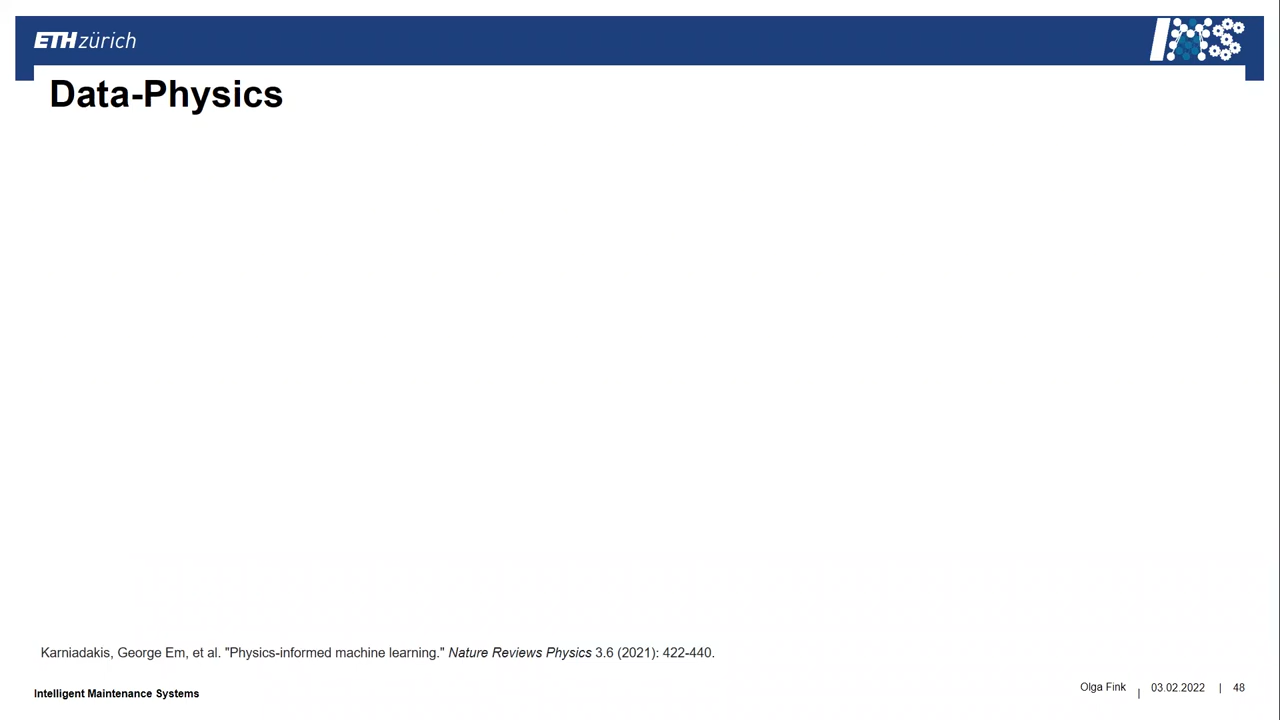 ETH zürich
IMS
Data-Physics
Karniadakis, George Em, et al. "Physics-informed machine learning." Nature Reviews Physics 3.6 (2021): 422-440.
Intelligent Maintenance Systems
Olga Fink | 03.02.2022 | 48